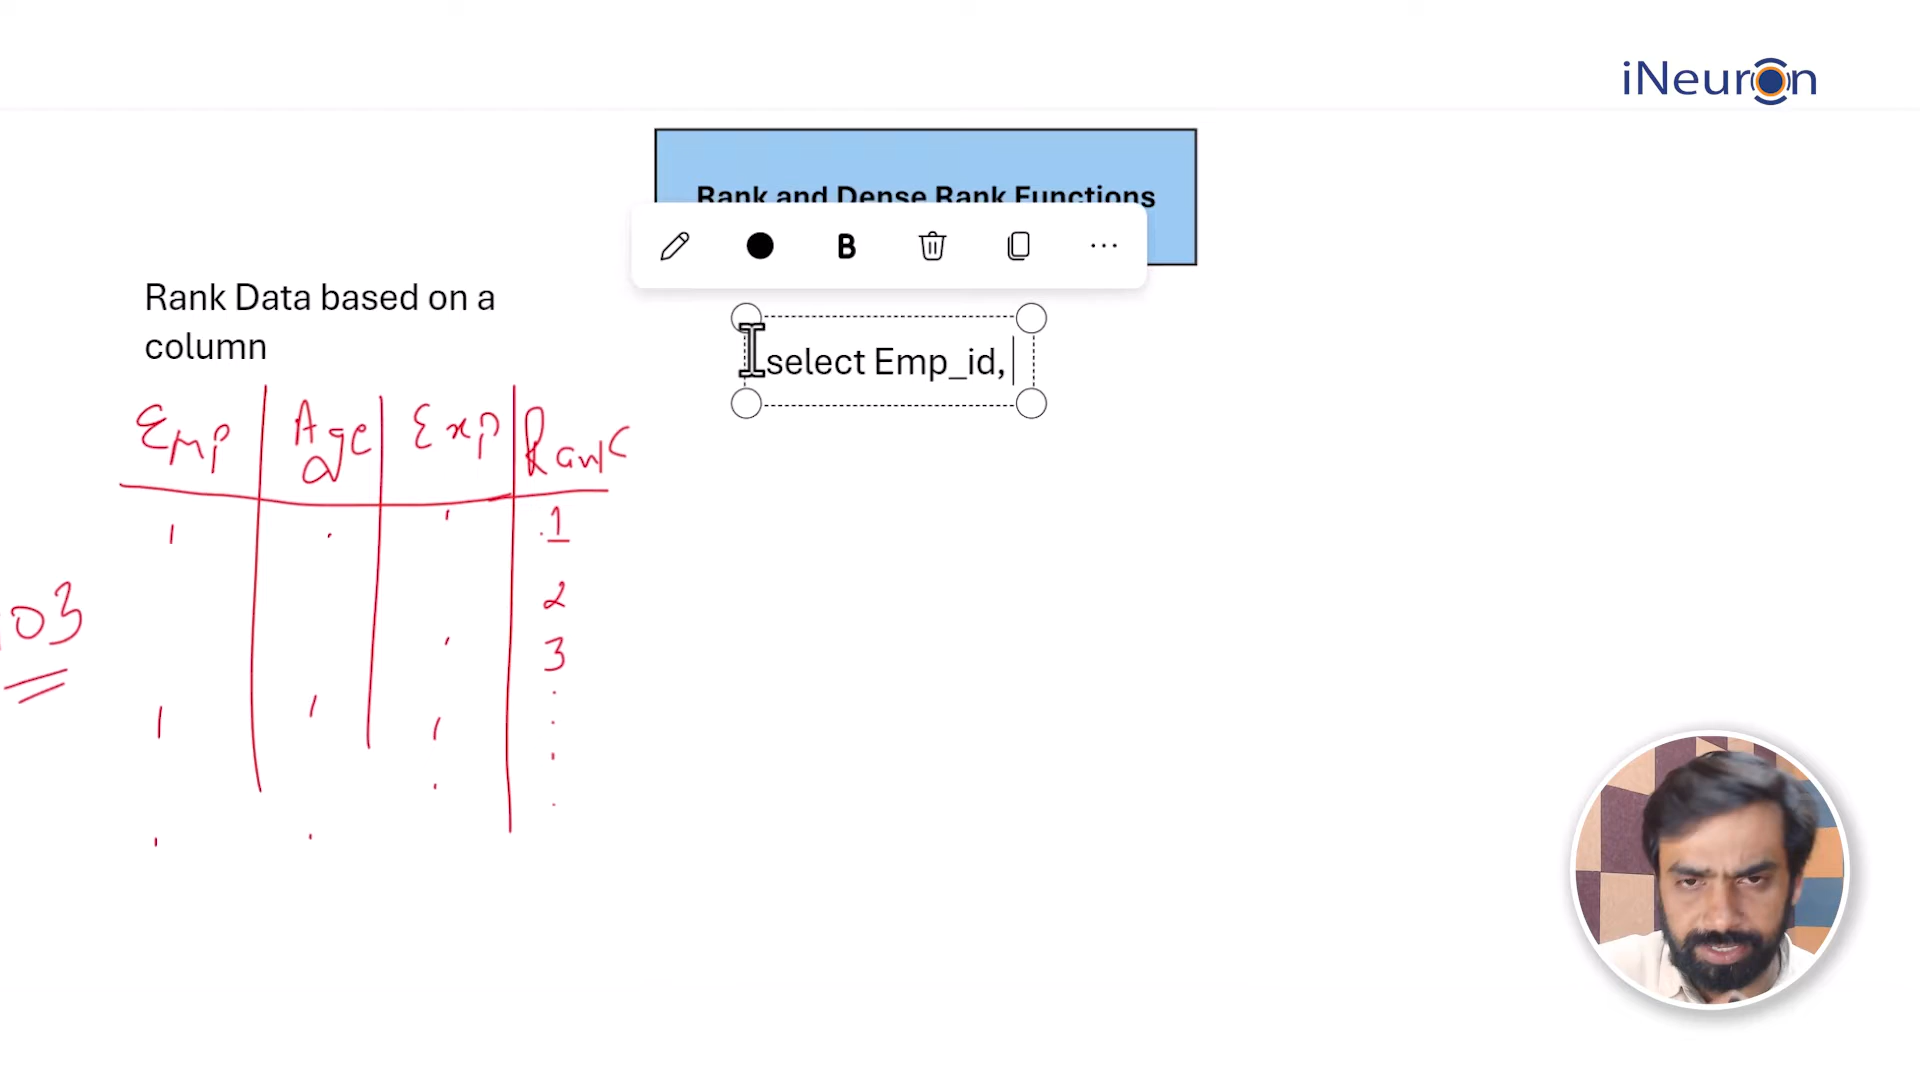 iNeuron
Rank and Dense Rank Functions
B
Rank Data based on a
column
select Emp_id,
Emp Age Exp Rank
1
2
3
03